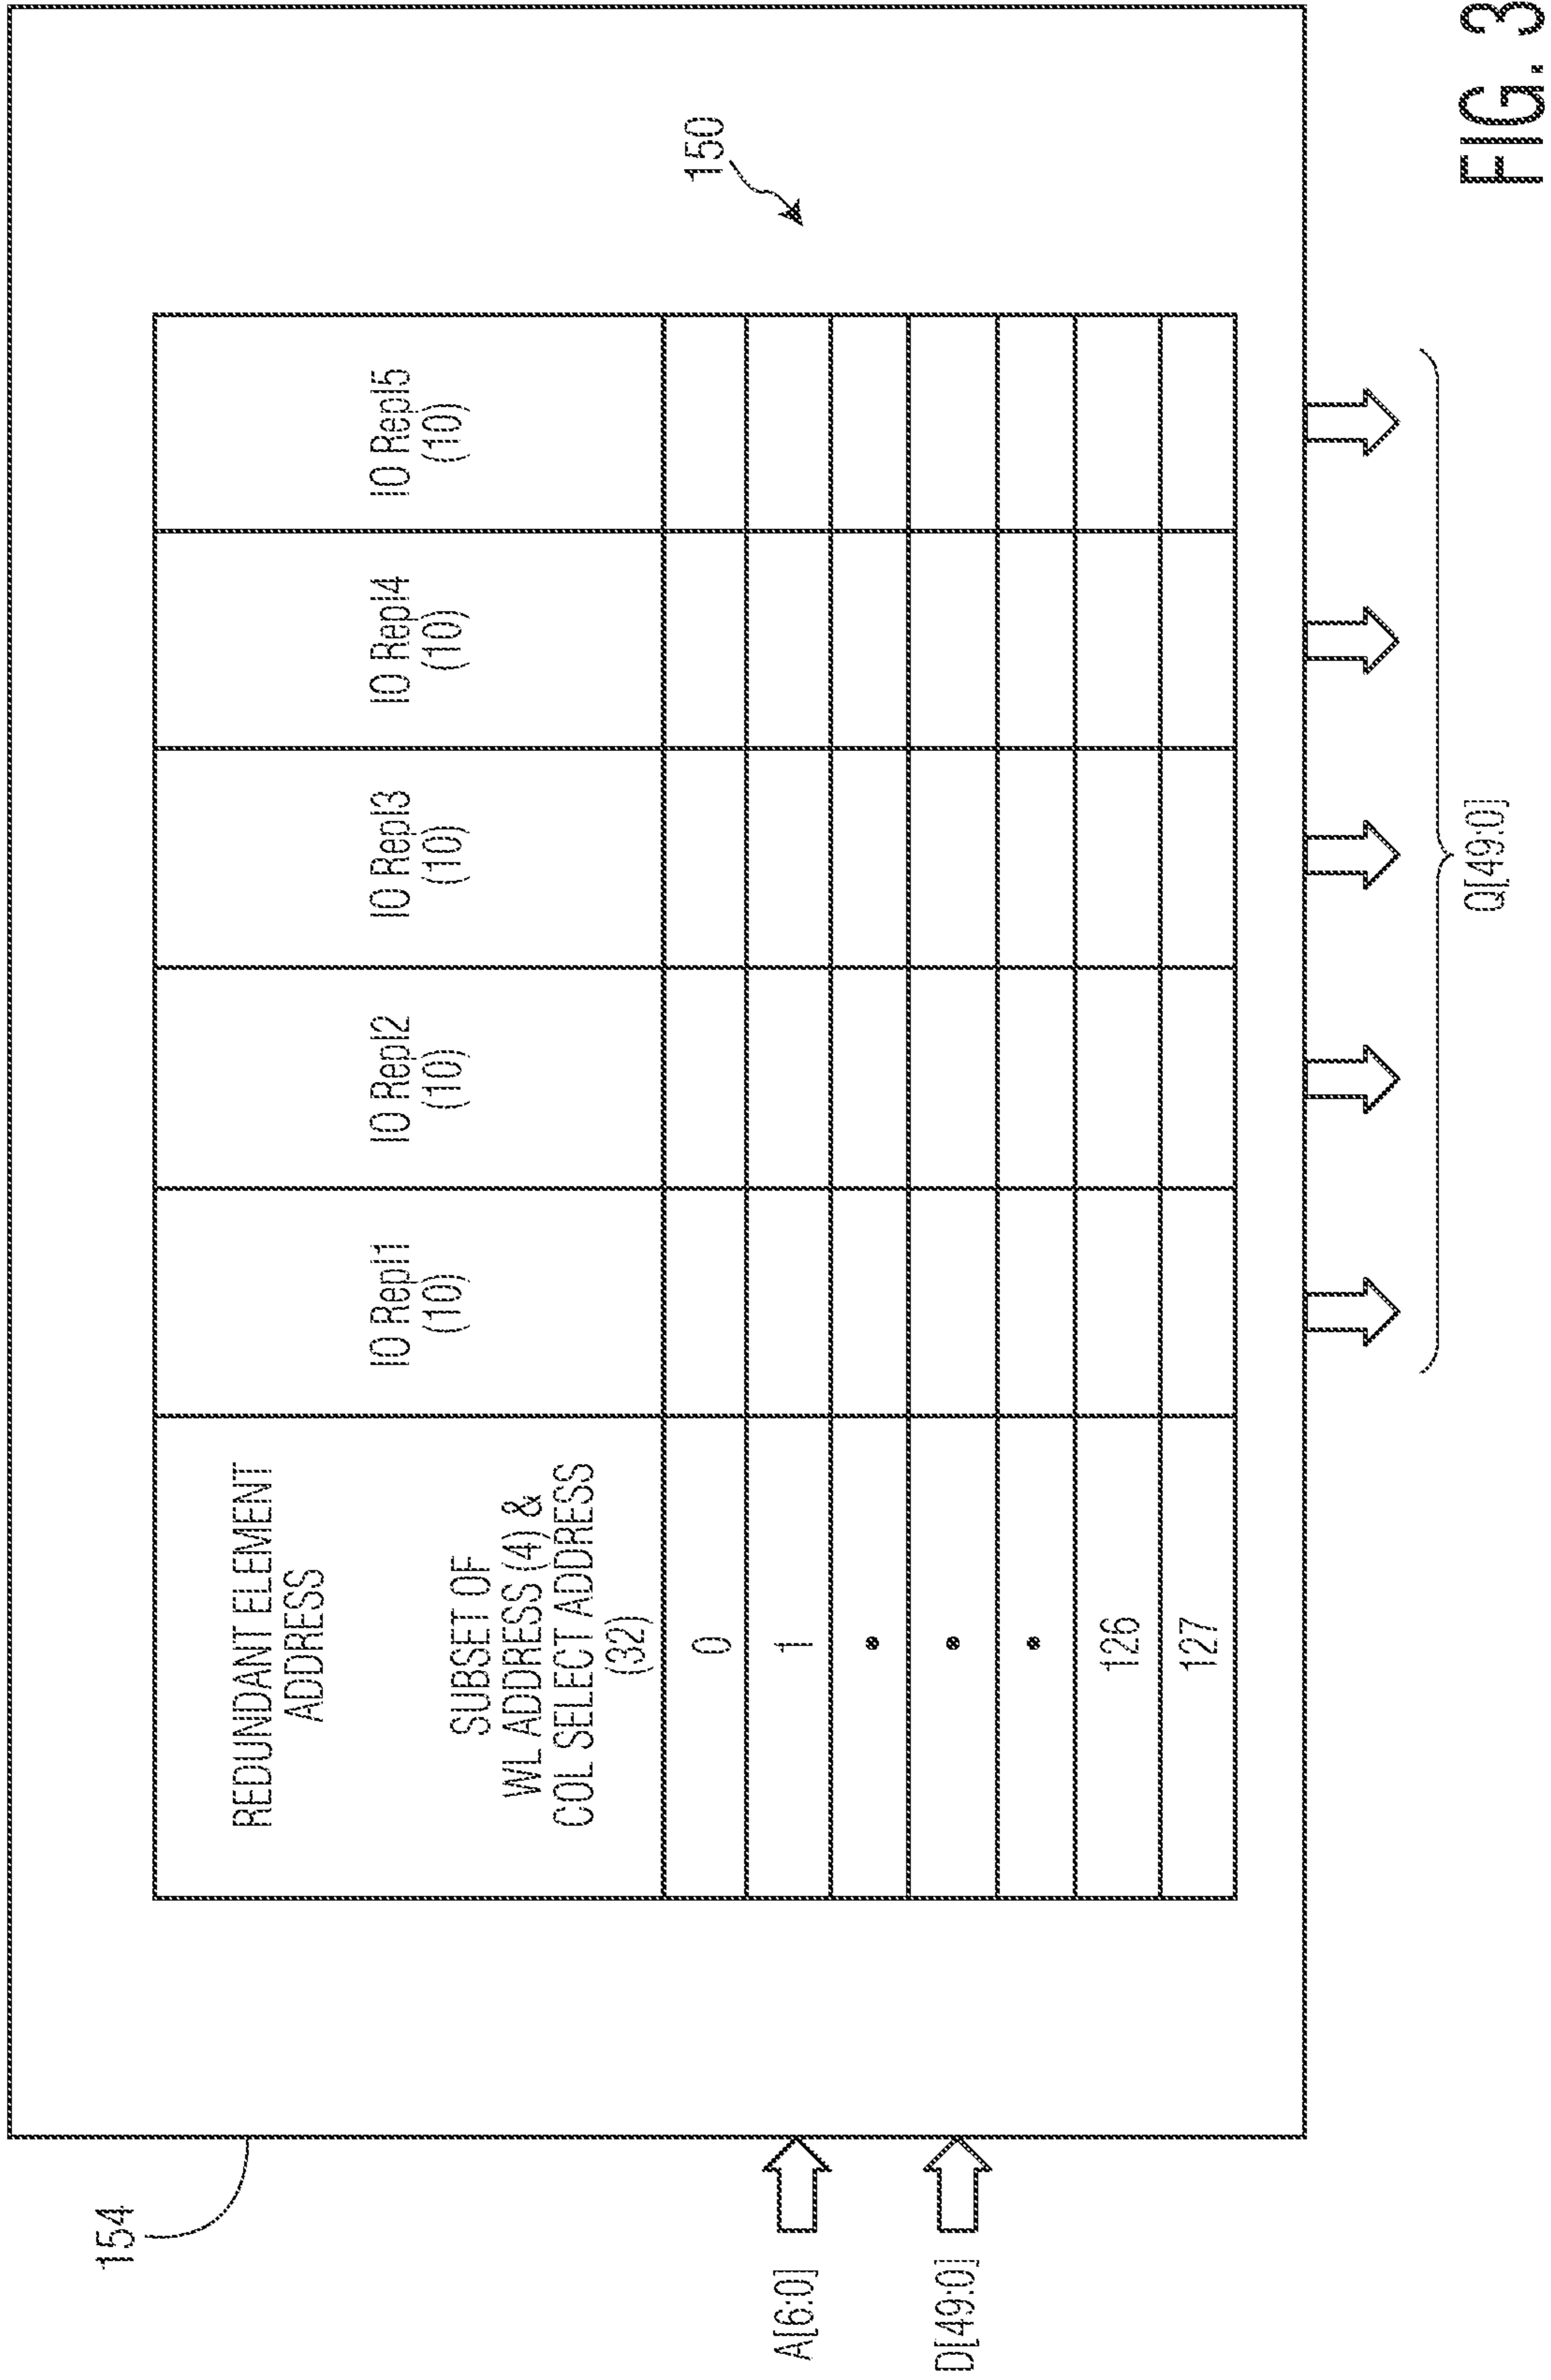 154
150
REDUNDANT ELEMENT
ADDRESS
SUBSET OF
WL ADDRESS (4) &
COL SELECT ADDRESS
(32)
IO Repl1
(10)
IO Repl2
(10)
IO Repl3
(10)
IO Repl4
(10)
IO Repl5
(10)
0
1
•
•
•
126
127
A[6:0]
D[49:0]
Q[49:0]
FIG. 3